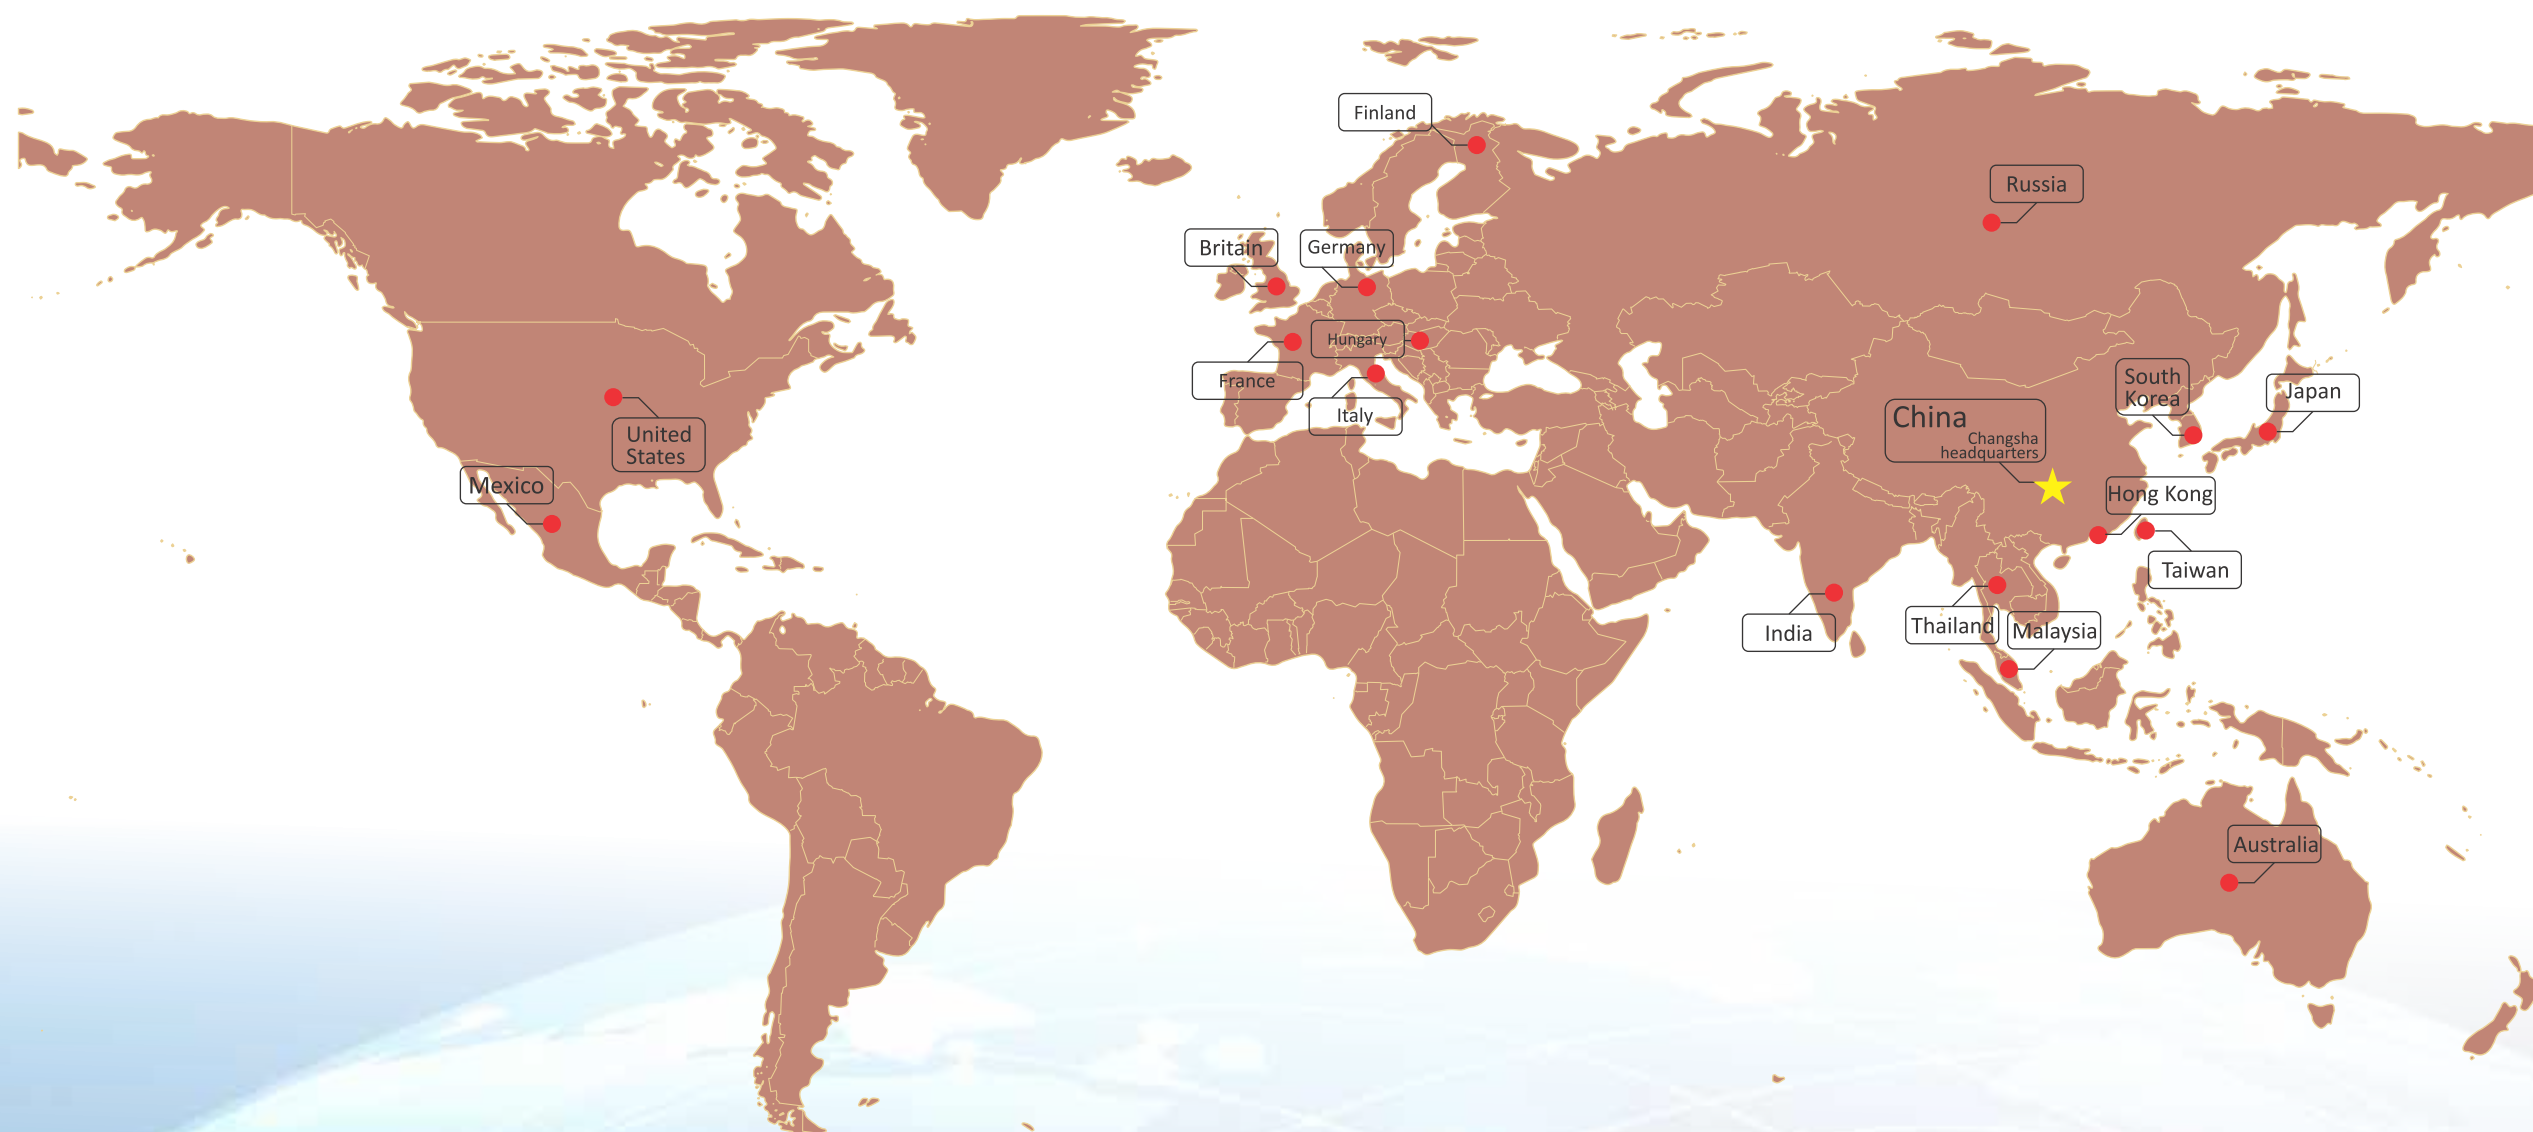 Finland
Russia
Britain
Germany
Hungary
France
Italy
United
States
Mexico
China
Changsha
headquarters
South
Korea
Japan
Hong Kong
Taiwan
India
Thailand
Malaysia
Australia